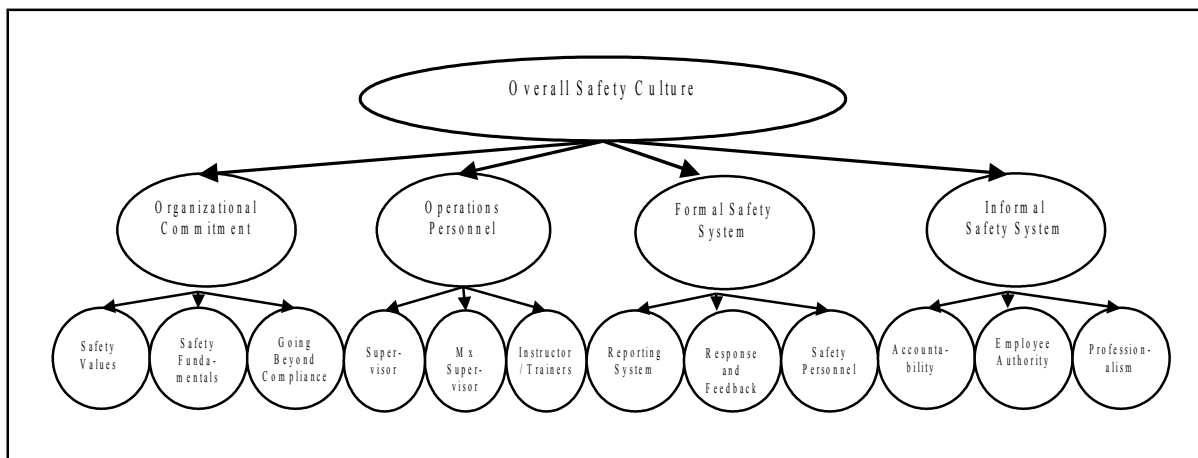 Overall Safety Culture
Organizational
Commitment
Operations
Personnel
Formal Safety
System
Informal
Safety System
Safety
Values
Safety
Funda-
mentals
Going
Beyond
Compliance
Super-
visor
Mx
Super-
visor
Instructor
/Trainers
Reporting
System
Response
and
Feedback
Safety
Personnel
Accounta-
bility
Employee
Authority
Profession-
alism